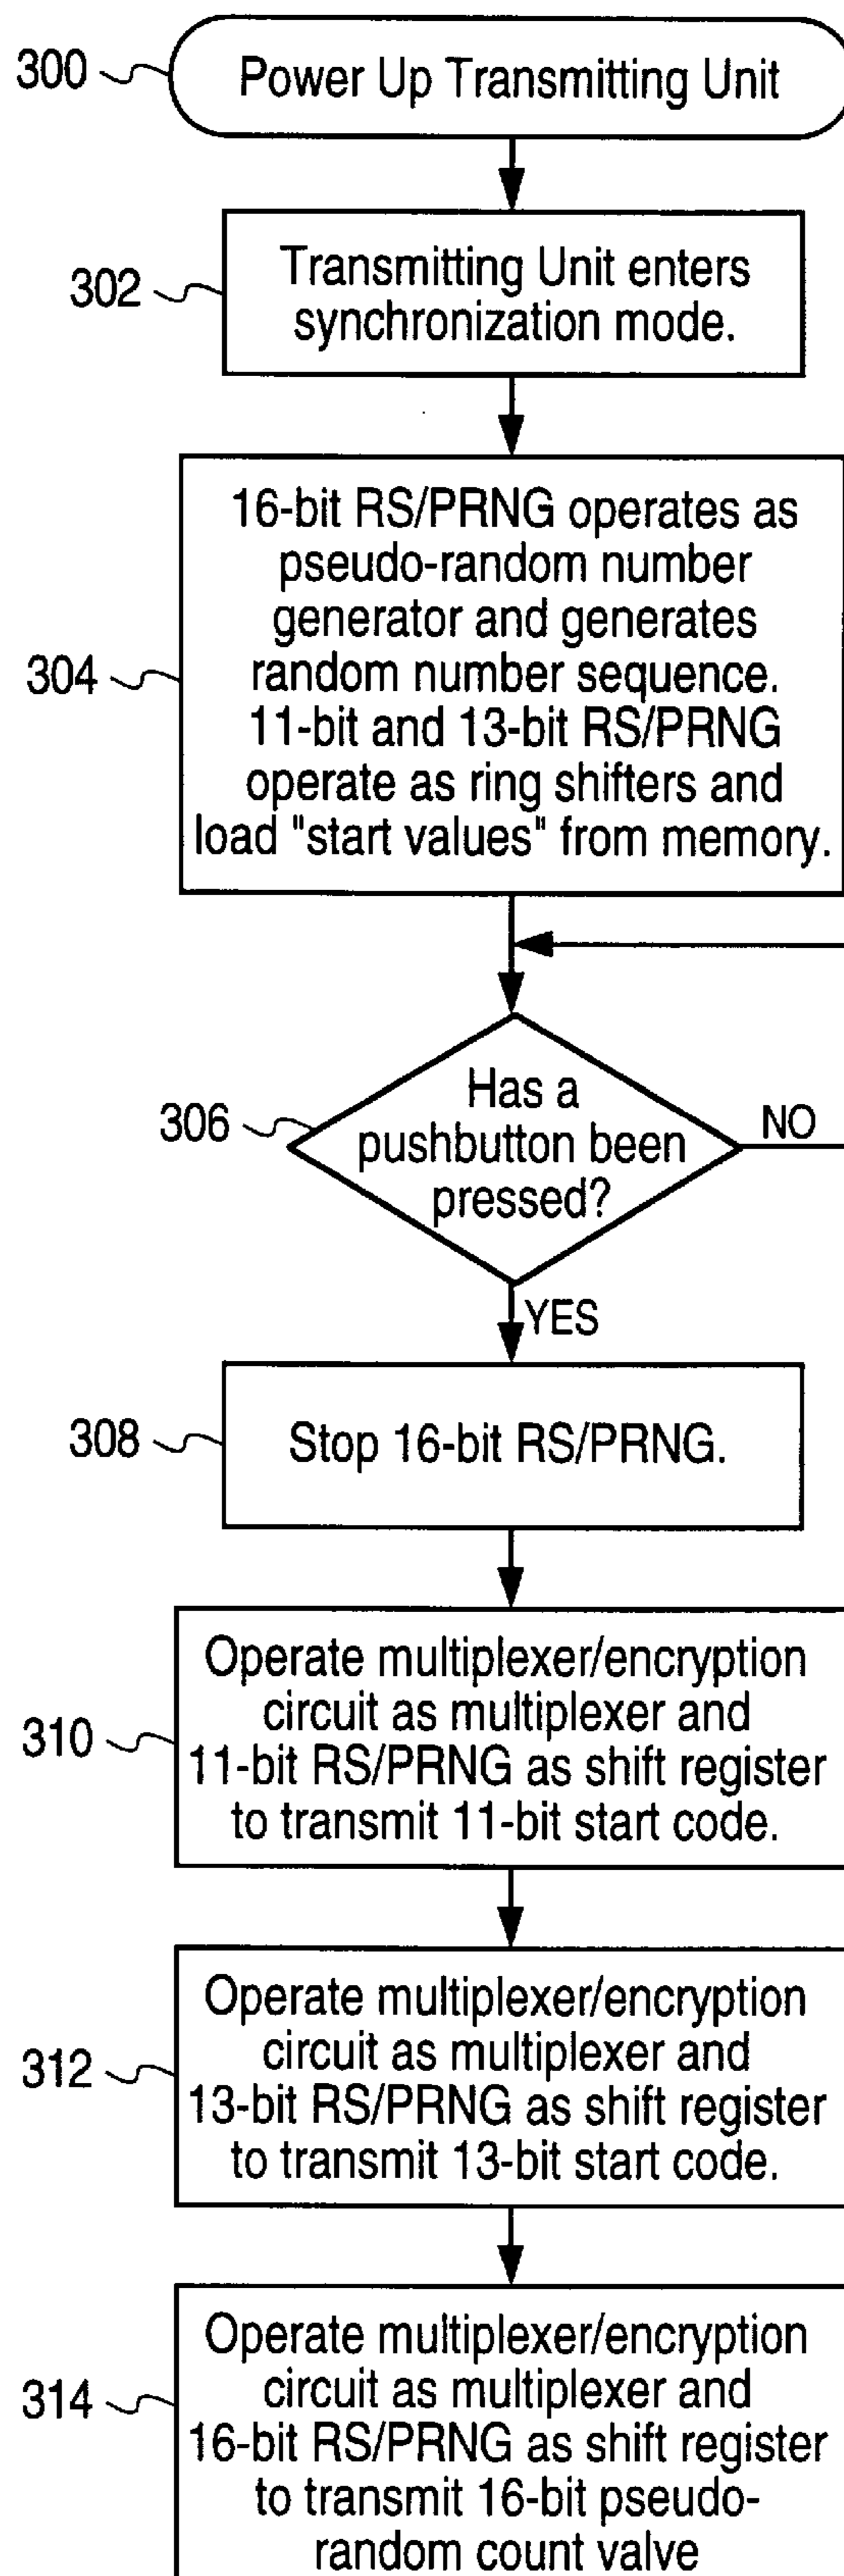 300
Power Up Transmitting Unit
302
Transmitting Unit enters
synchronization mode.
304
16-bit RS/PRNG operates as
pseudo-random number
generator and generates
random number sequence.
11-bit and 13-bit RS/PRNG
operate as ring shifters and
load "start values" from memory.
306
Has a
pushbutton been
pressed?
NO
YES
308
Stop 16-bit RS/PRNG.
310
Operate multiplexer/encryption
circuit as multiplexer and
11-bit RS/PRNG as shift register
to transmit 11-bit start code.
312
Operate multiplexer/encryption
circuit as multiplexer and
13-bit RS/PRNG as shift register
to transmit 13-bit start code.
314
Operate multiplexer/encryption
circuit as multiplexer and
16-bit RS/PRNG as shift register
to transmit 16-bit pseudo-
random count valve